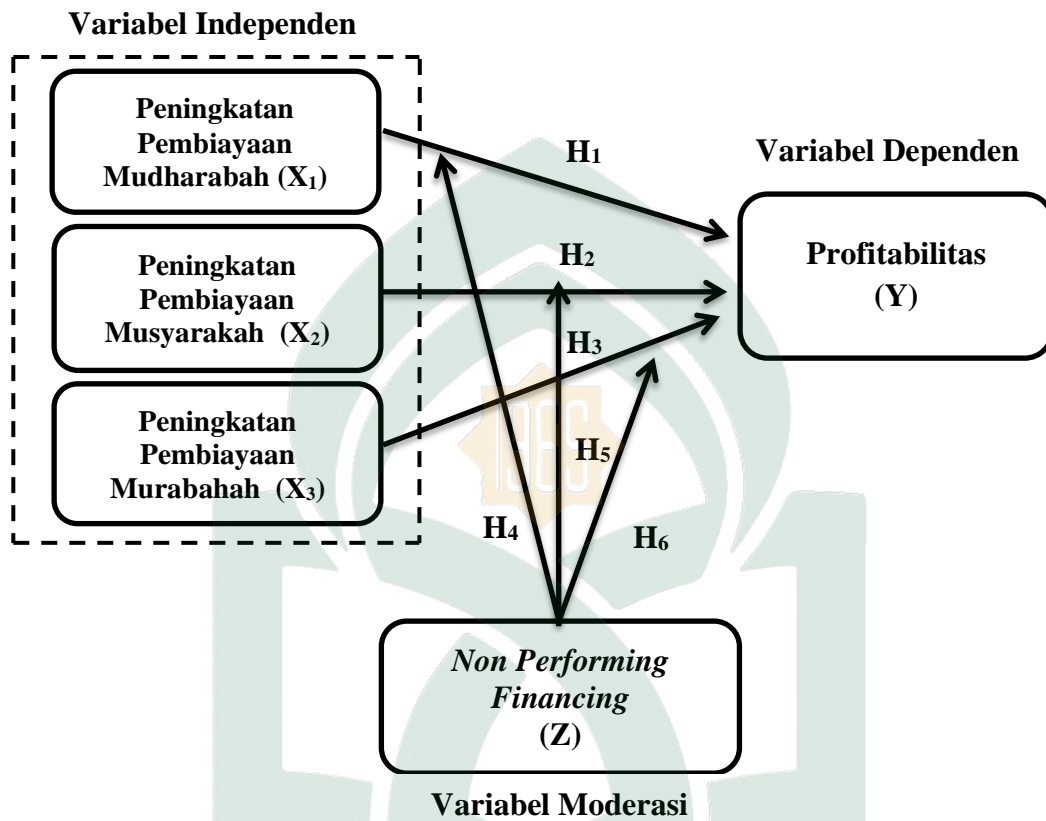 Variabel Independen
Peningkatan
Pembiayaan
Mudharabah (X₁)
Peningkatan
Pembiayaan
Musyarakah (X₂)
Peningkatan
Pembiayaan
Murabahah (X₃)
H₁
H₂
H₃
H₄
H₅
H₆
Variabel Dependen
Profitabilitas
(Y)
1965
Non Performing
Financing
(Z)
Variabel Moderasi